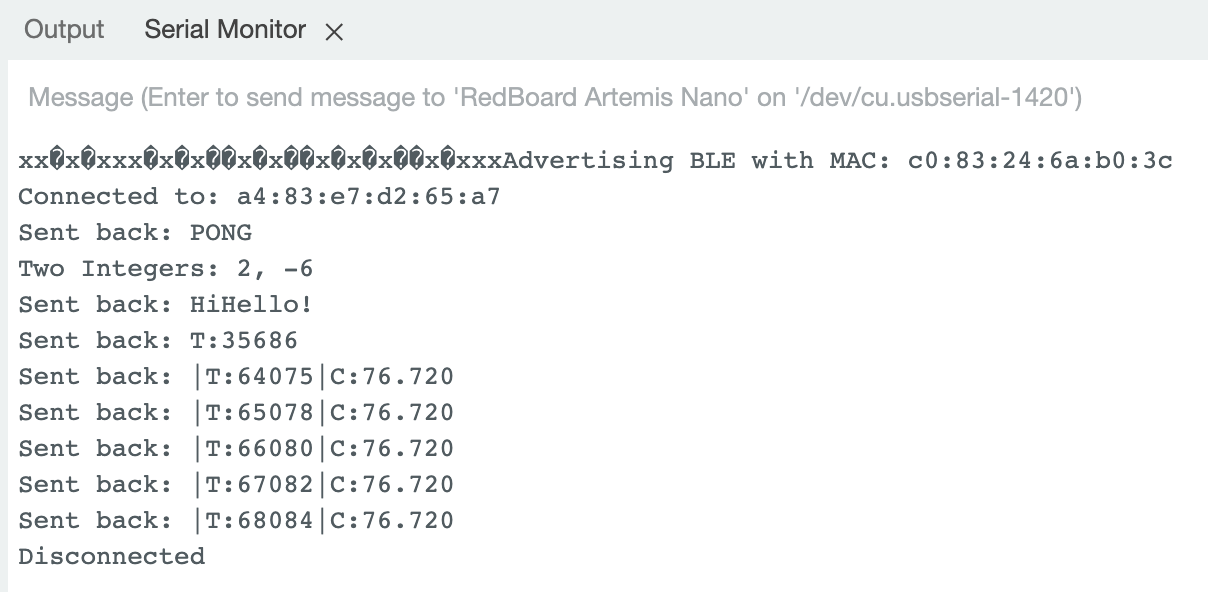 Output Serial Monitor
Message (Enter to send message to 'RedBoard Artemis Nano' on '/dev/cu.usbserial-1420')
xx�x�xxx�x�x��x�x��x�x�x��x�xxxAdvertising BLE with MAC: c0:83:24:6a:b0:3c
Connected to: a4:83:e7:d2:65:a7
Sent back: PONG
Two Integers: 2, -6
Sent back: HiHello!
Sent back: T:35686
Sent back: |T:64075|C:76.720
Sent back: |T:65078|C:76.720
Sent back: |T:66080|C:76.720
Sent back: |T:67082|C:76.720
Sent back: |T:68084|C:76.720
Disconnected